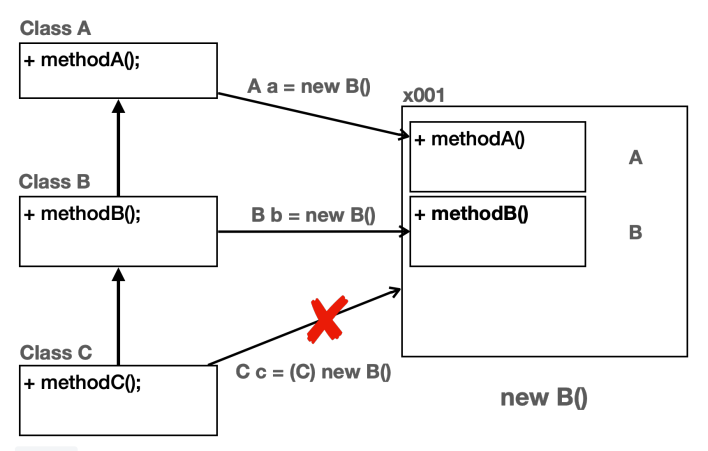 Class A
+ methodA();
A a = new B()
x001
+ methodA()
A
Class B
+ methodB();
B b = new B()
+ methodB()
B
Class C
+ methodC();
C c = (C) new B()
new B()